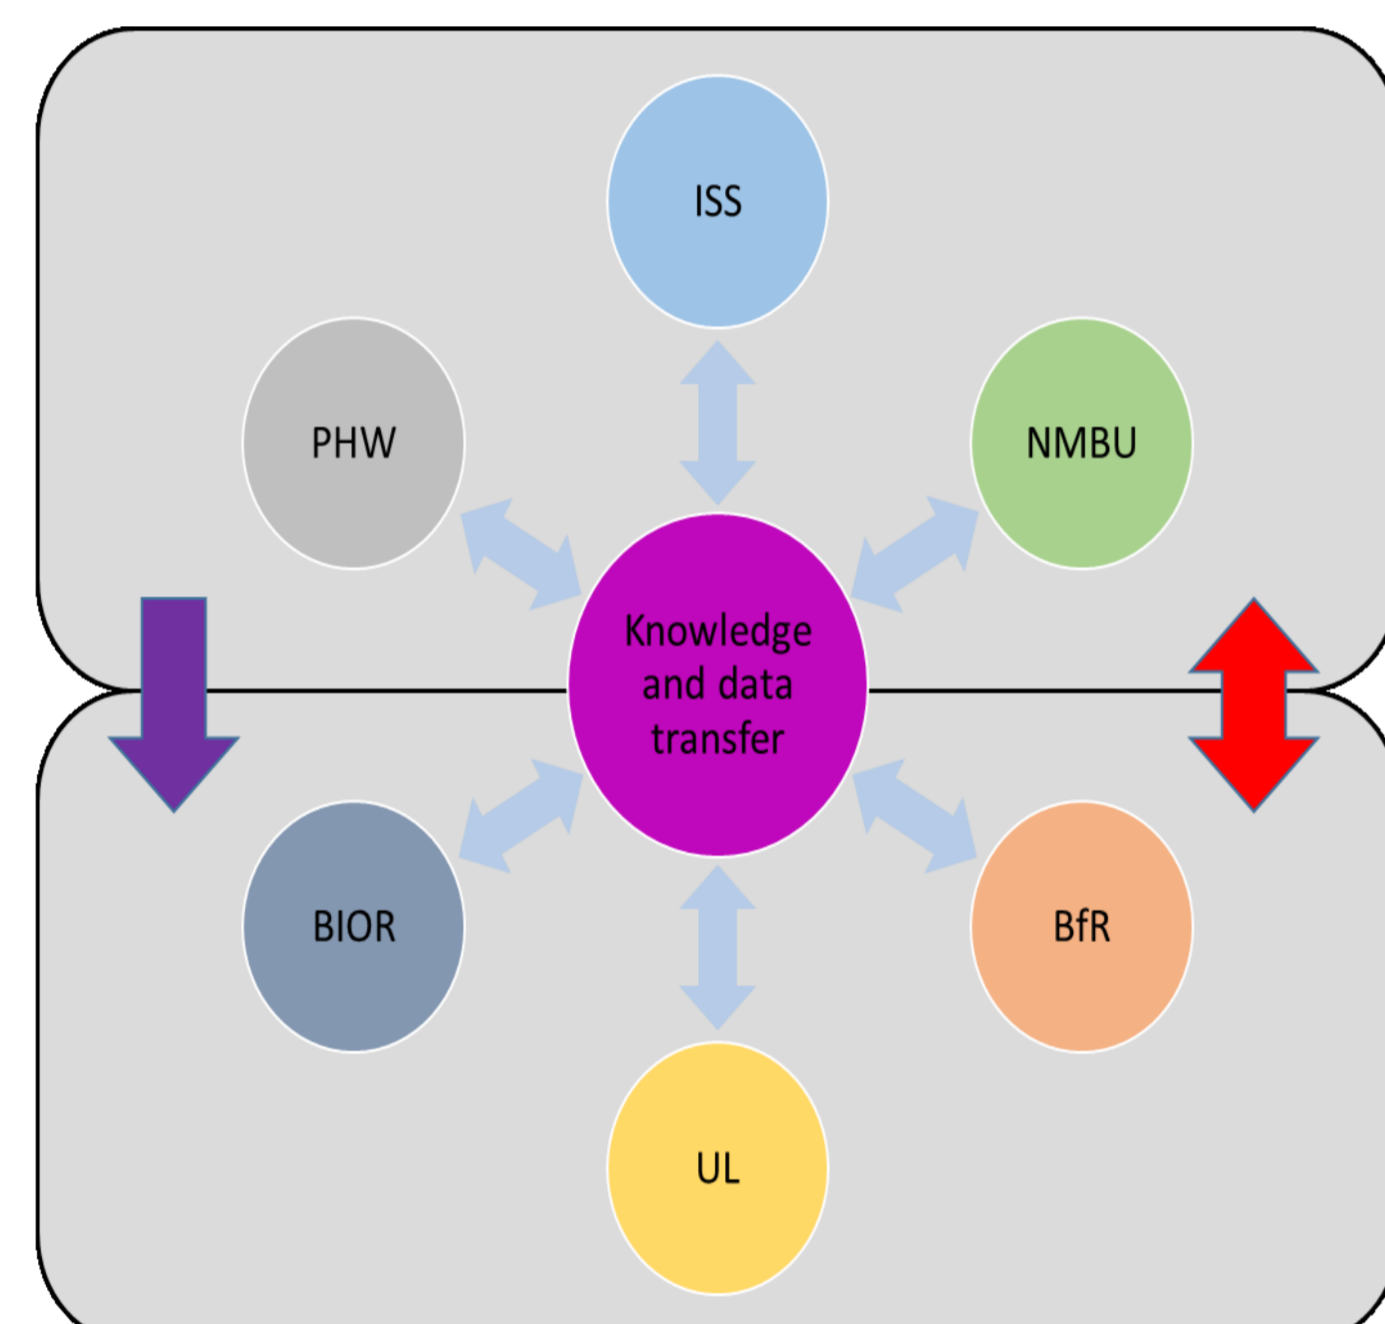 ISS
PHW
NMBU
Knowledge
and data
transfer
BIOR
BfR
UL